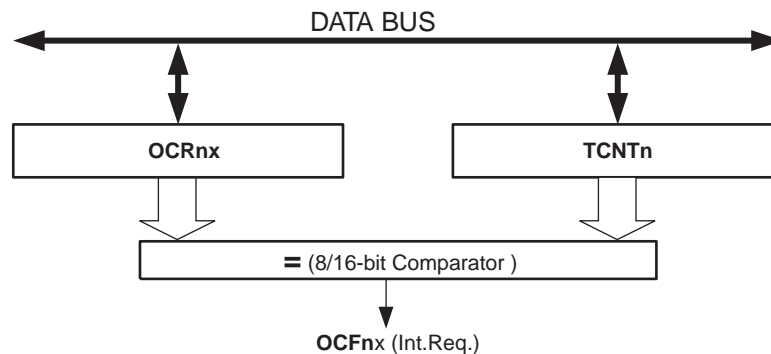 DATA BUS
OCRnx
TCNTn
= (8/16-bit Comparator )
OCFnx (Int.Req.)